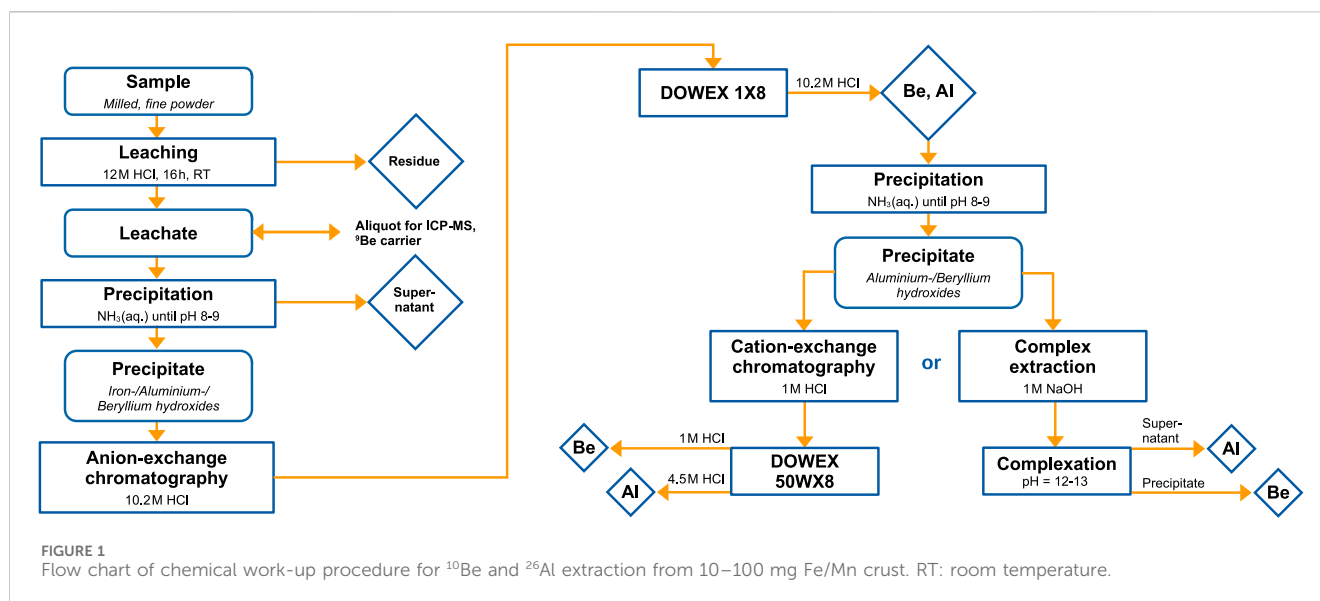 Sample
Milled, fine powder
Leaching
12M HCl, 16h, RT
Residue
Leachate
Aliquot for ICP-MS,
⁹Be carrier
Precipitation
NH₃(aq.) until pH 8-9
Super-
natant
Precipitate
Iron-/Aluminium-/
Beryllium hydroxides
Anion-exchange
chromatography
10.2M HCl
DOWEX 1X8
10.2M HCl
Be, Al
Precipitation
NH₃(aq.) until pH 8-9
Precipitate
Aluminium-/Beryllium
hydroxides
Cation-exchange
chromatography
1M HCl
or
Complex
extraction
1M NaOH
1M HCl
Be
4.5M HCl
Al
DOWEX
50WX8
Complexation
pH = 12-13
Super-
natant
Al
Precipitate
Be
FIGURE 1
Flow chart of chemical work-up procedure for ¹⁰Be and ²⁶Al extraction from 10–100 mg Fe/Mn crust. RT: room temperature.